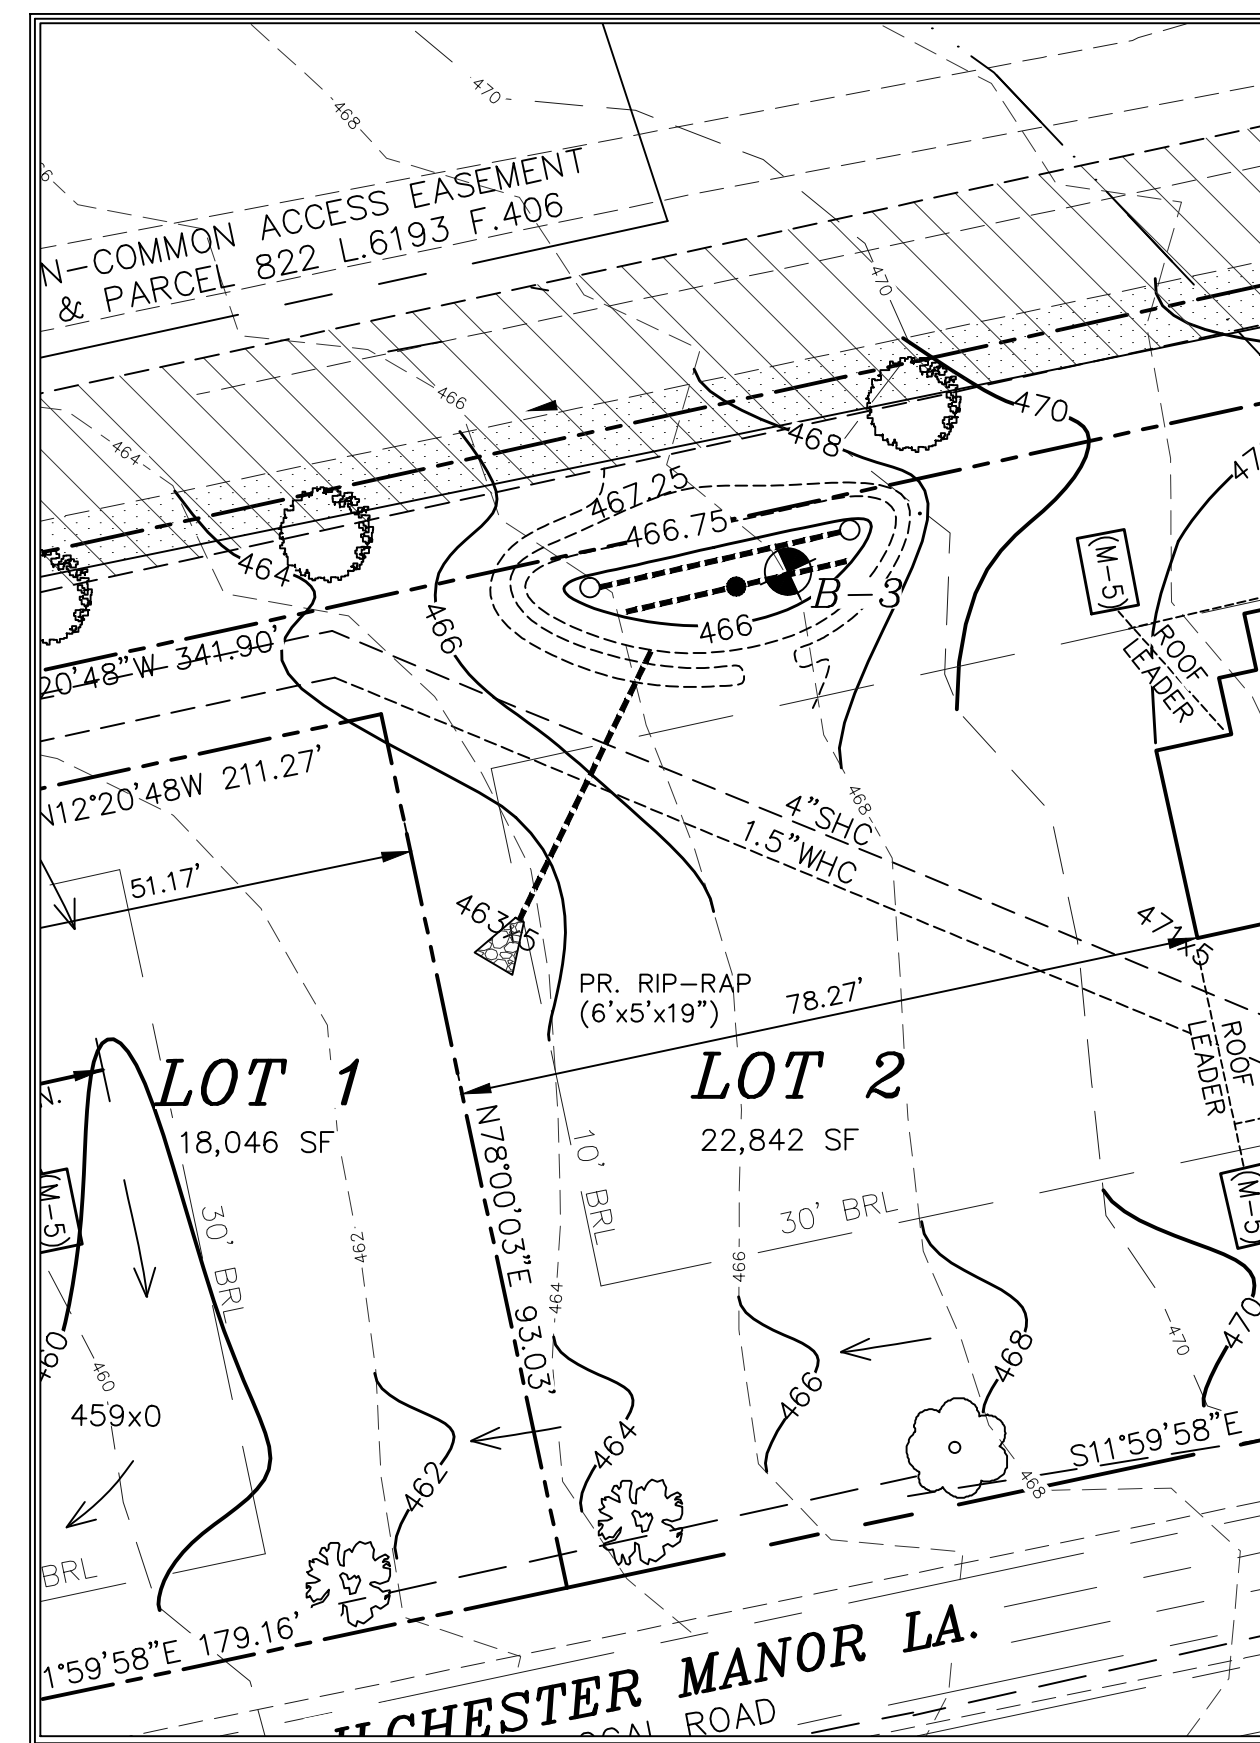 470
468
N-COMMON ACCESS EASEMENT
& PARCEL 822 L.6193 F.406
470
466
464
470
468
467.25
466.75
464
466
466
B-3
(M-5)
ROOF
LEADER
20'48"W 341.90'
N12°20'48W 211.27'
51.17'
468
4"SHC
1.5"WHC
463x5
471x5
PR. RIP-RAP
(6'x5'x19")
78.27'
ROOF
LEADER
LOT 1
18,046 SF
LOT 2
22,842 SF
N78°00'03"E 93.03'
10' BRL
30' BRL
30' BRL
(M-5)
(M-5)
462
464
466
460
470
470
468
466
464
462
459x0
S11°59'58"E
468
BRL
1°59'58"E 179.16'
CHESTER MANOR LA.
ROAD